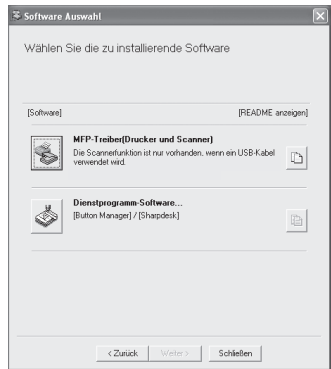 Software Auswahl
Wählen Sie die zu installierende Software
[Software] [README anzeigen]
MFP-Treiber(Drucker und Scanner)
Die Scannerfunktion ist nur vorhanden, wenn ein USB-Kabel
verwendet wird.
Dienstprogramm-Software...
[Button Manager] / [Sharpdesk]
< Zurück Weiter > Schließen